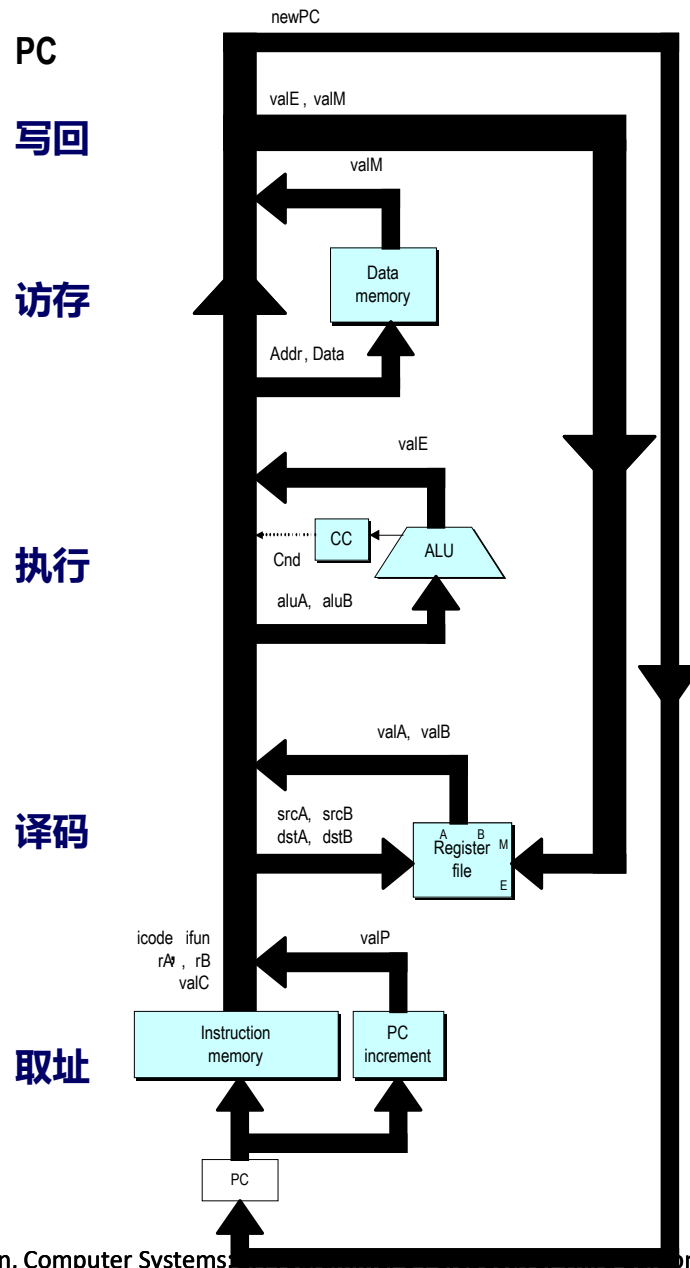 newPC
PC
valE , valM
写回
valM
Data
memory
访存
Addr, Data
valE
CC
ALU
执行
Cnd
aluA, aluB
valA, valB
译码
srcA, srcB
dstA, dstB
A B
M
Register
file
E
icode ifun
rA , rB
valC
valP
Instruction
memory
PC
increment
取址
PC
n, Computer Systems: